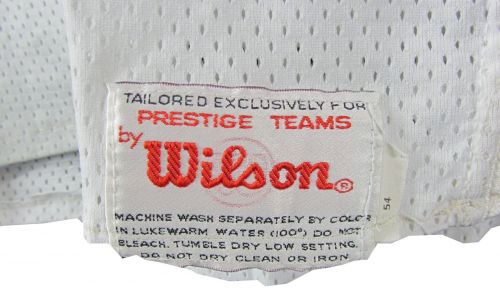 TAILORED EXCLUSIVELY FOR
PRESTIGE TEAMS
by
Wilson®
54
MACHINE WASH SEPARATELY BY COLOR
IN LUKEWARM WATER (100°) DO NOT
BLEACH. TUMBLE DRY LOW SETTING.
DO NOT DRY CLEAN OR IRON